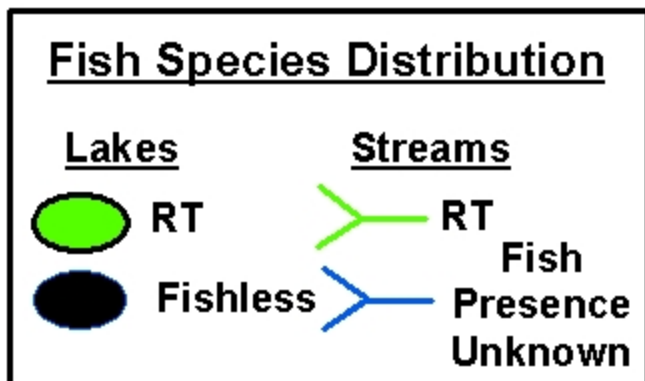 Fish Species Distribution
Lakes
Streams
RT
RT
Fishless
Fish
Presence
Unknown